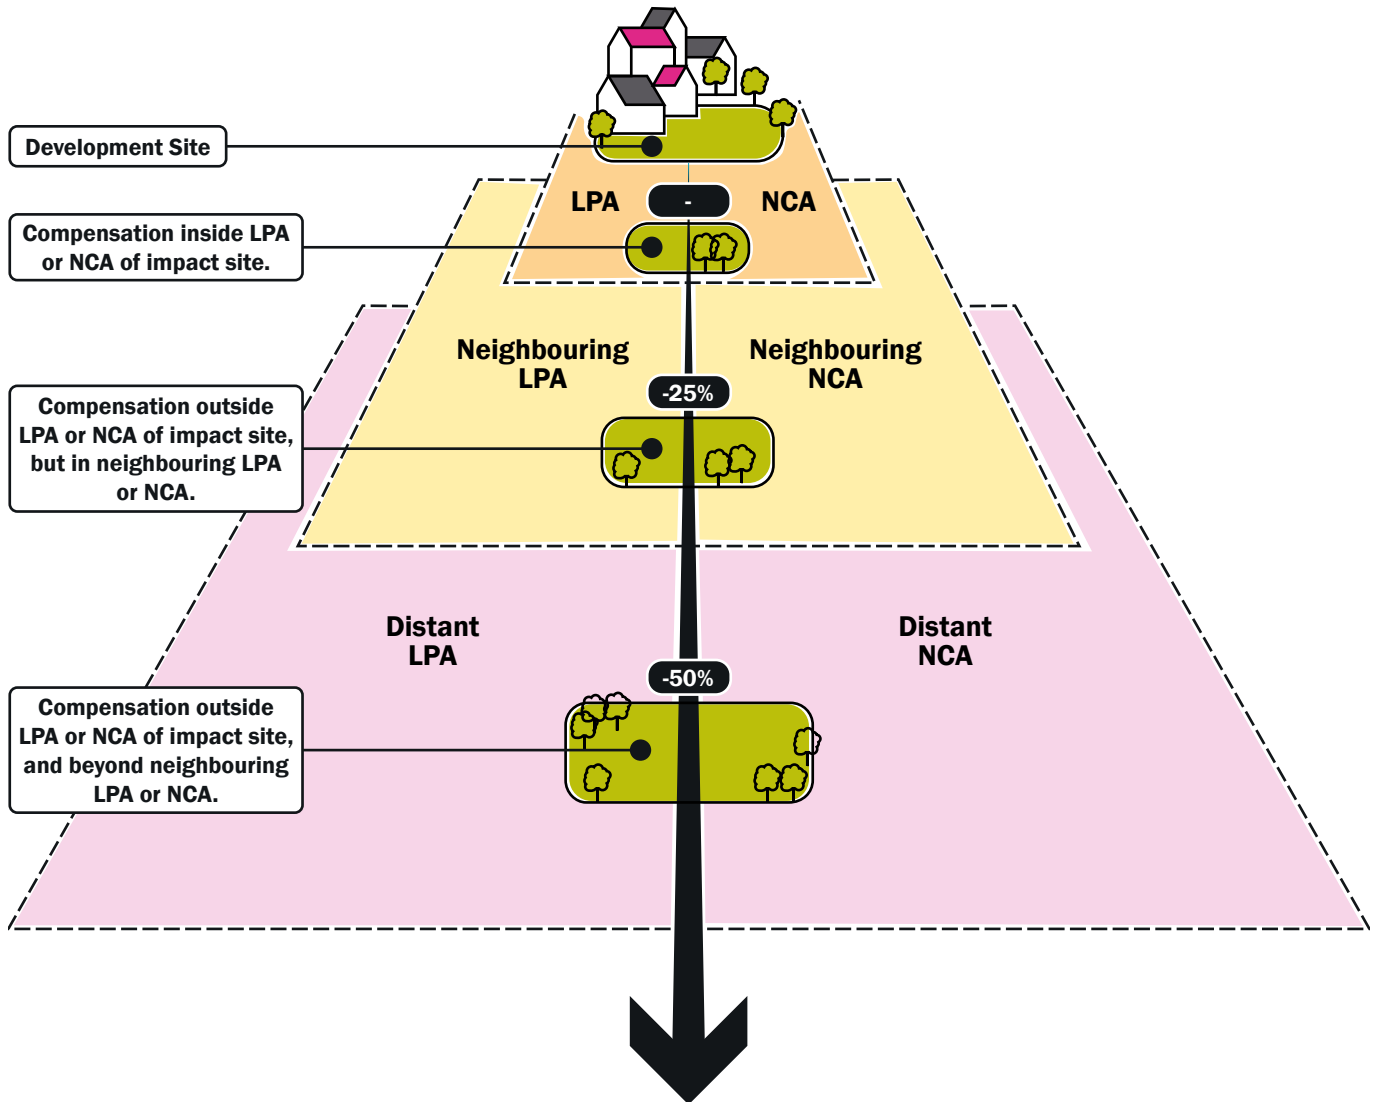 Development Site
LPA
-
NCA
Compensation inside LPA
or NCA of impact site.
Neighbouring
LPA
Neighbouring
NCA
-25%
Compensation outside
LPA or NCA of impact site,
but in neighbouring LPA
or NCA.
Distant
LPA
Distant
NCA
-50%
Compensation outside
LPA or NCA of impact site,
and beyond neighbouring
LPA or NCA.